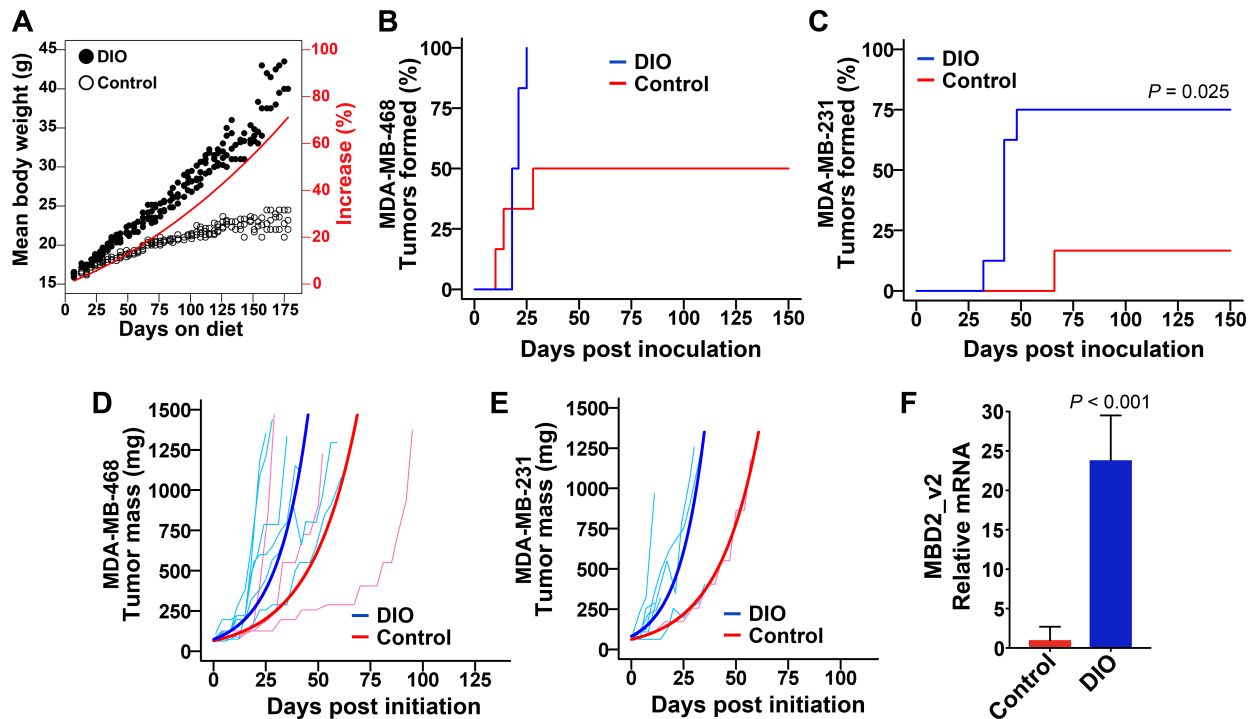 A
DIO
Control
Mean body weight (g)
45
40
35
30
25
20
15
100
80
60
40
20
0
Increase (%)
0 25 50 75 100 125 150 175
Days on diet
B
MDA-MB-468
Tumors formed (%)
100
75
50
25
0
DIO
Control
0 25 50 75 100 125 150
Days post inoculation
C
MDA-MB-231
Tumors formed (%)
100
75
50
25
0
DIO
Control
P = 0.025
0 25 50 75 100 125 150
Days post inoculation
D
MDA-MB-468
Tumor mass (mg)
1500
1250
1000
750
500
250
0
DIO
Control
0 25 50 75 100 125
Days post initiation
E
MDA-MB-231
Tumor mass (mg)
1500
1250
1000
750
500
250
0
DIO
Control
0 25 50 75 100
Days post initiation
F
MBD2_v2
Relative mRNA
P < 0.001
30
25
20
15
10
5
0
Control
DIO